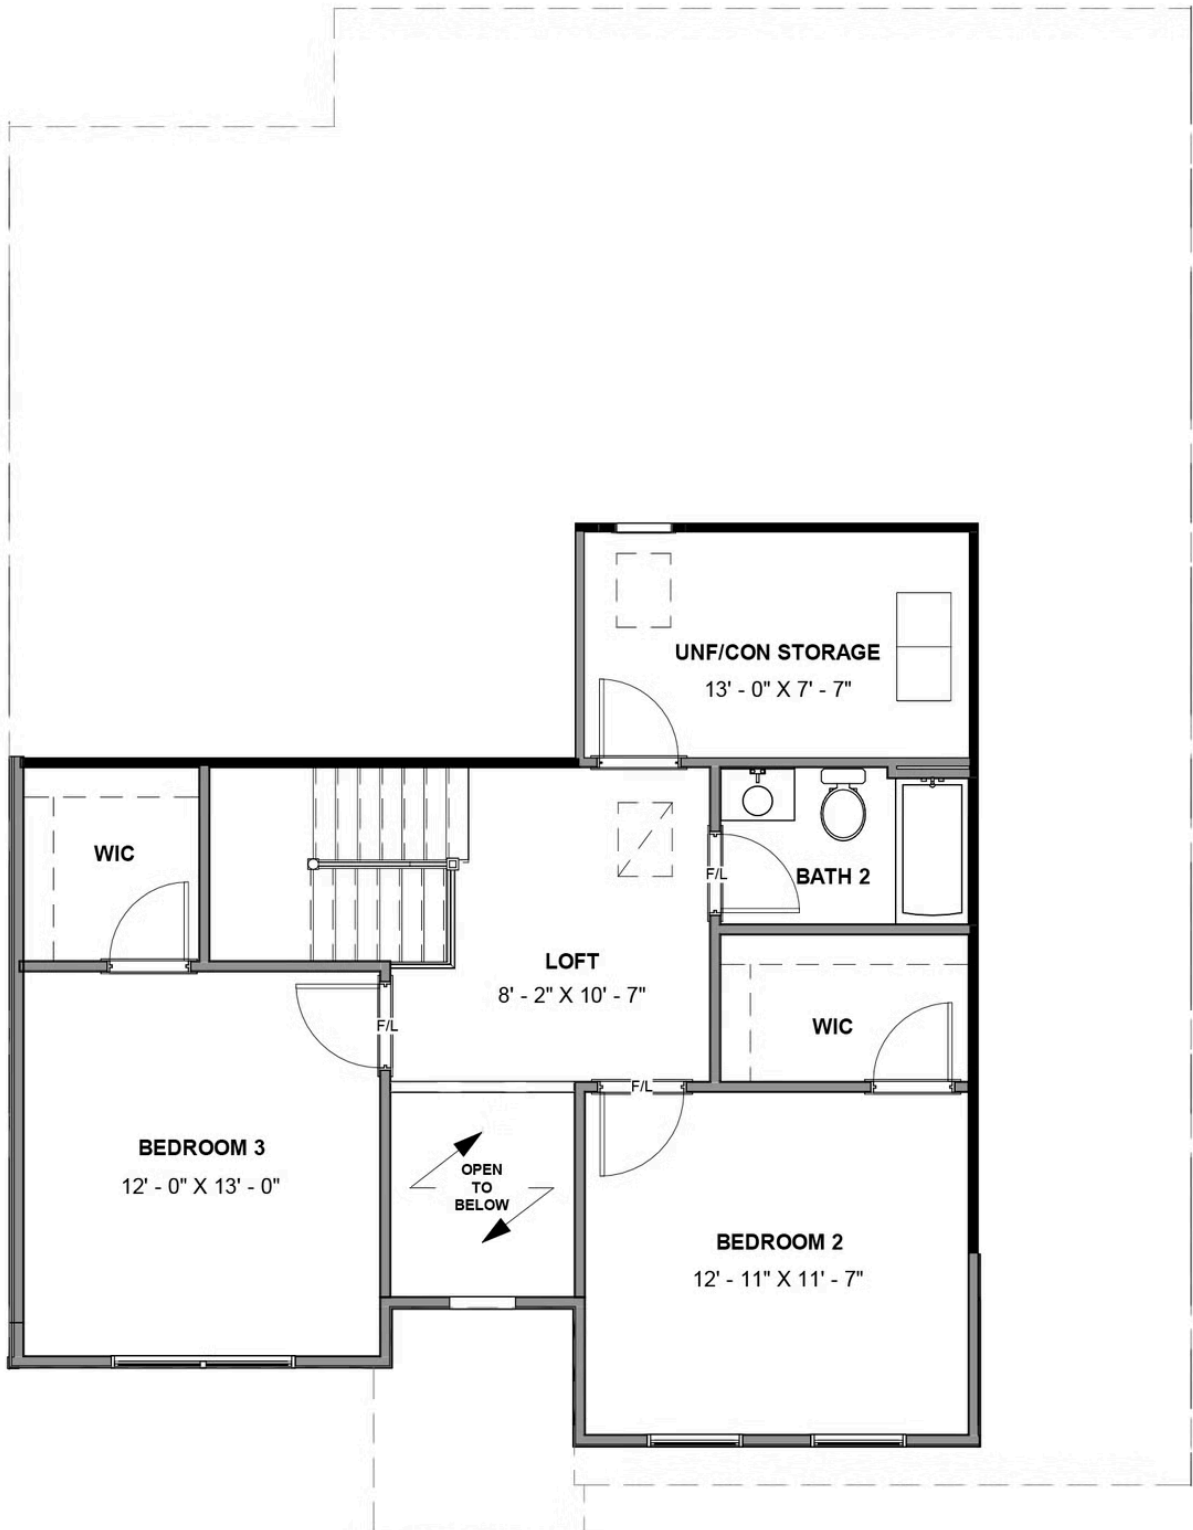 UNF/CON STORAGE
13' - 0" X 7' - 7"
WIC
F/L
BATH 2
LOFT
8' - 2" X 10' - 7"
F/L
WIC
F/L
BEDROOM 3
12' - 0" X 13' - 0"
OPEN
TO
BELOW
BEDROOM 2
12' - 11" X 11' - 7"